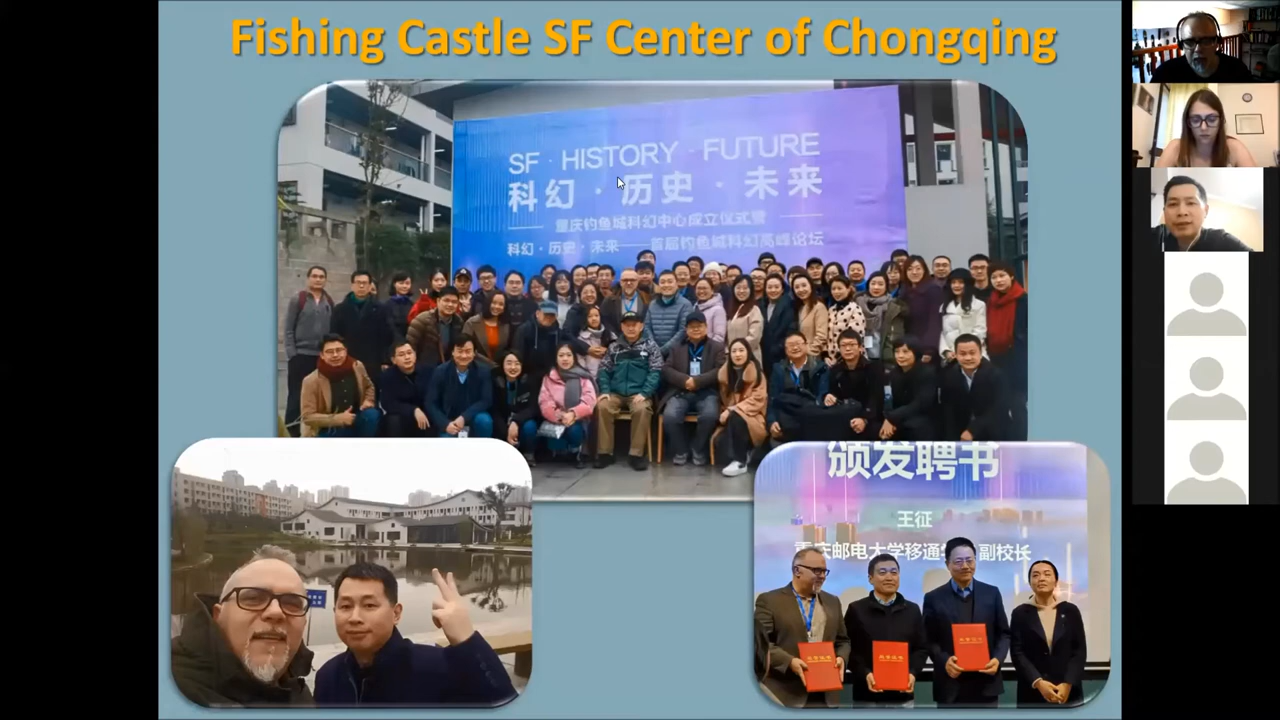 Fishing Castle SF Center of Chongqing
SF · HISTORY · FUTURE
科幻 · 历史 · 未来
重庆钓鱼城科幻中心成立仪式暨
科幻·历史·未来——首届钓鱼城科幻高峰论坛
颁发聘书
王征
重庆邮电大学移通学 副校长